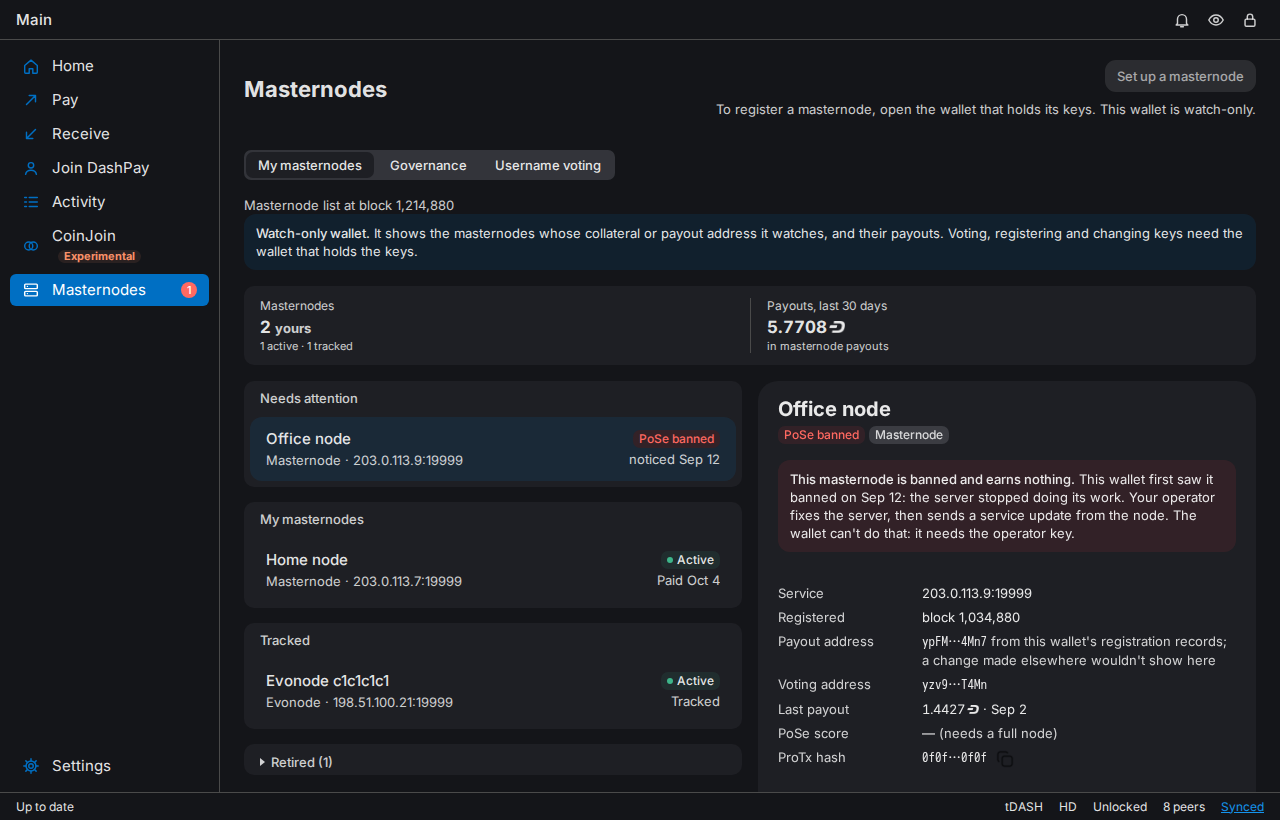 Main
Home
Pay
Receive
Join DashPay
Activity
CoinJoin
Experimental
Masternodes 1
Settings
Masternodes
Set up a masternode
To register a masternode, open the wallet that holds its keys. This wallet is watch-only.
My masternodes Governance Username voting
Masternode list at block 1,214,880
Watch-only wallet. It shows the masternodes whose collateral or payout address it watches, and their payouts. Voting, registering and changing keys need the
wallet that holds the keys.
Masternodes
2 yours
1 active · 1 tracked
Payouts, last 30 days
5.7708
in masternode payouts
Needs attention
Office node PoSe banned
Masternode · 203.0.113.9:19999 noticed Sep 12
My masternodes
Home node Active
Masternode · 203.0.113.7:19999 Paid Oct 4
Tracked
Evonode c1c1c1c1 Active
Evonode · 198.51.100.21:19999 Tracked
Retired (1)
Office node
PoSe banned Masternode
This masternode is banned and earns nothing. This wallet first saw it
banned on Sep 12: the server stopped doing its work. Your operator
fixes the server, then sends a service update from the node. The
wallet can't do that: it needs the operator key.
Service 203.0.113.9:19999
Registered block 1,034,880
Payout address ypFM···4Mn7 from this wallet's registration records;
a change made elsewhere wouldn't show here
Voting address yzv9···T4Mn
Last payout 1.4427 · Sep 2
PoSe score — (needs a full node)
ProTx hash 0f0f···0f0f
Up to date tDASH HD Unlocked 8 peers Synced